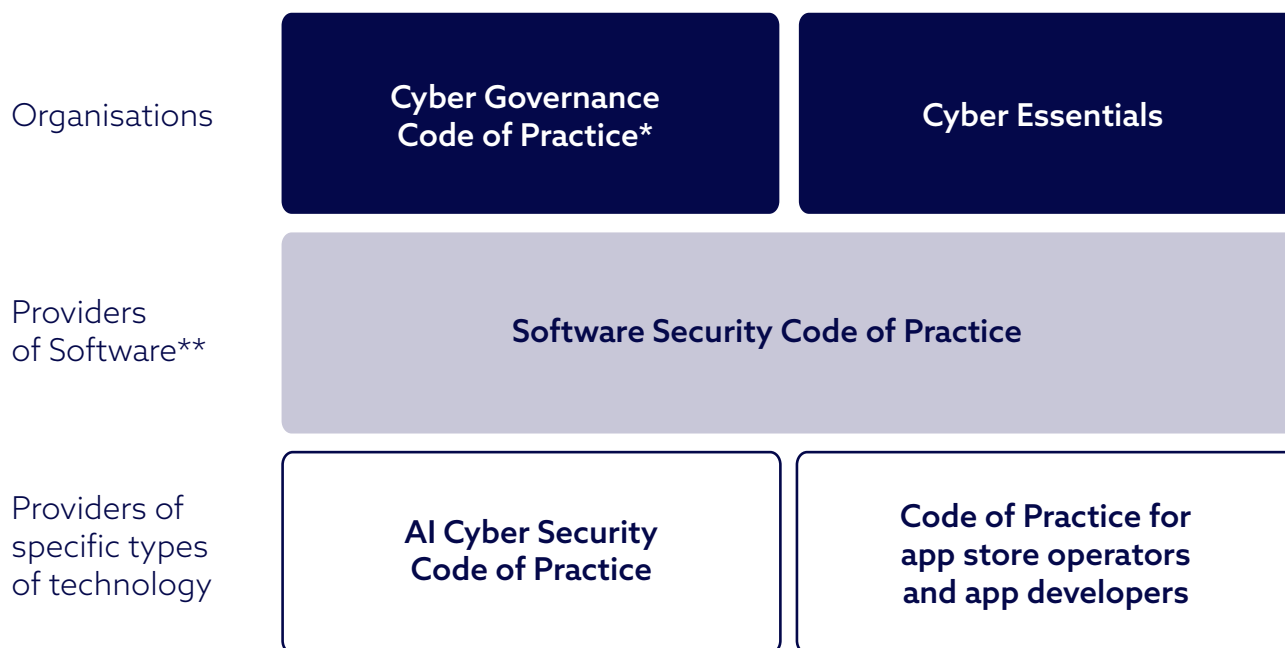 Organisations
Cyber Governance
Code of Practice*
Cyber Essentials
Providers
of Software**
Software Security Code of Practice
Providers of
specific types
of technology
AI Cyber Security
Code of Practice
Code of Practice for
app store operators
and app developers